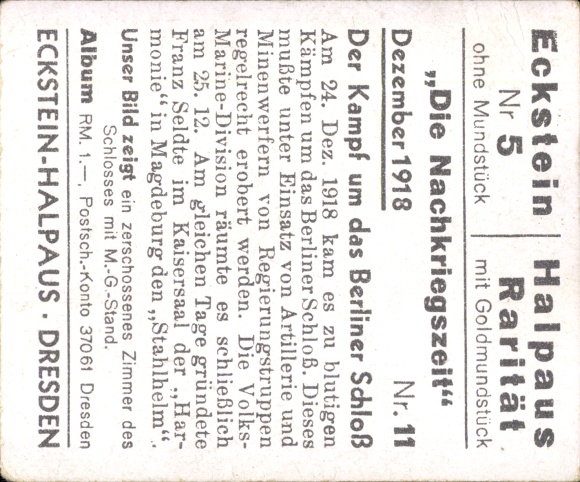 Eckstein | Halpaus
Nr 5 | Rarität
ohne Mundstück | mit Goldmundstück
„Die Nachkriegszeit“
Dezember 1918 Nr. 11
Der Kampf um das Berliner Schloß
Am 24. Dez. 1918 kam es zu blutigen
Kämpfen um das Berliner Schloß. Dieses
mußte unter Einsatz von Artillerie und
Minenwerfern von Regierungstruppen
regelrecht erobert werden. Die Volks-
Marine-Division räumte es schließlich
am 25. 12. Am gleichen Tage gründete
Franz Seldte im Kaisersaal der „Har-
monie“ in Magdeburg den „Stahlhelm“.
Unser Bild zeigt ein zerschossenes Zimmer des
Schlosses mit M.-G.-Stand.
Album RM. 1.—, Postsch.-Konto 37061 Dresden
ECKSTEIN-HALPAUS · DRESDEN